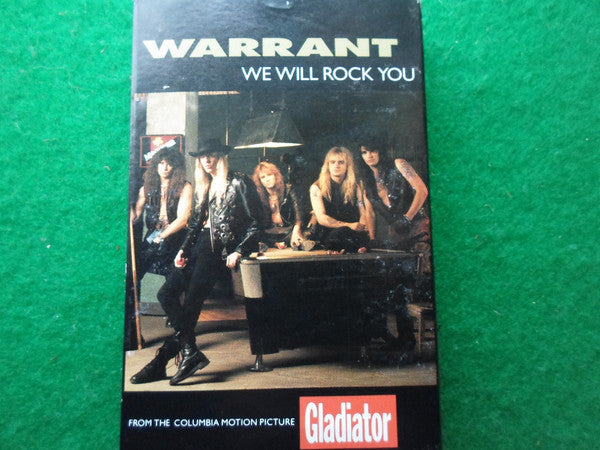 WARRANT
WE WILL ROCK YOU
FROM THE COLUMBIA MOTION PICTURE Gladiator